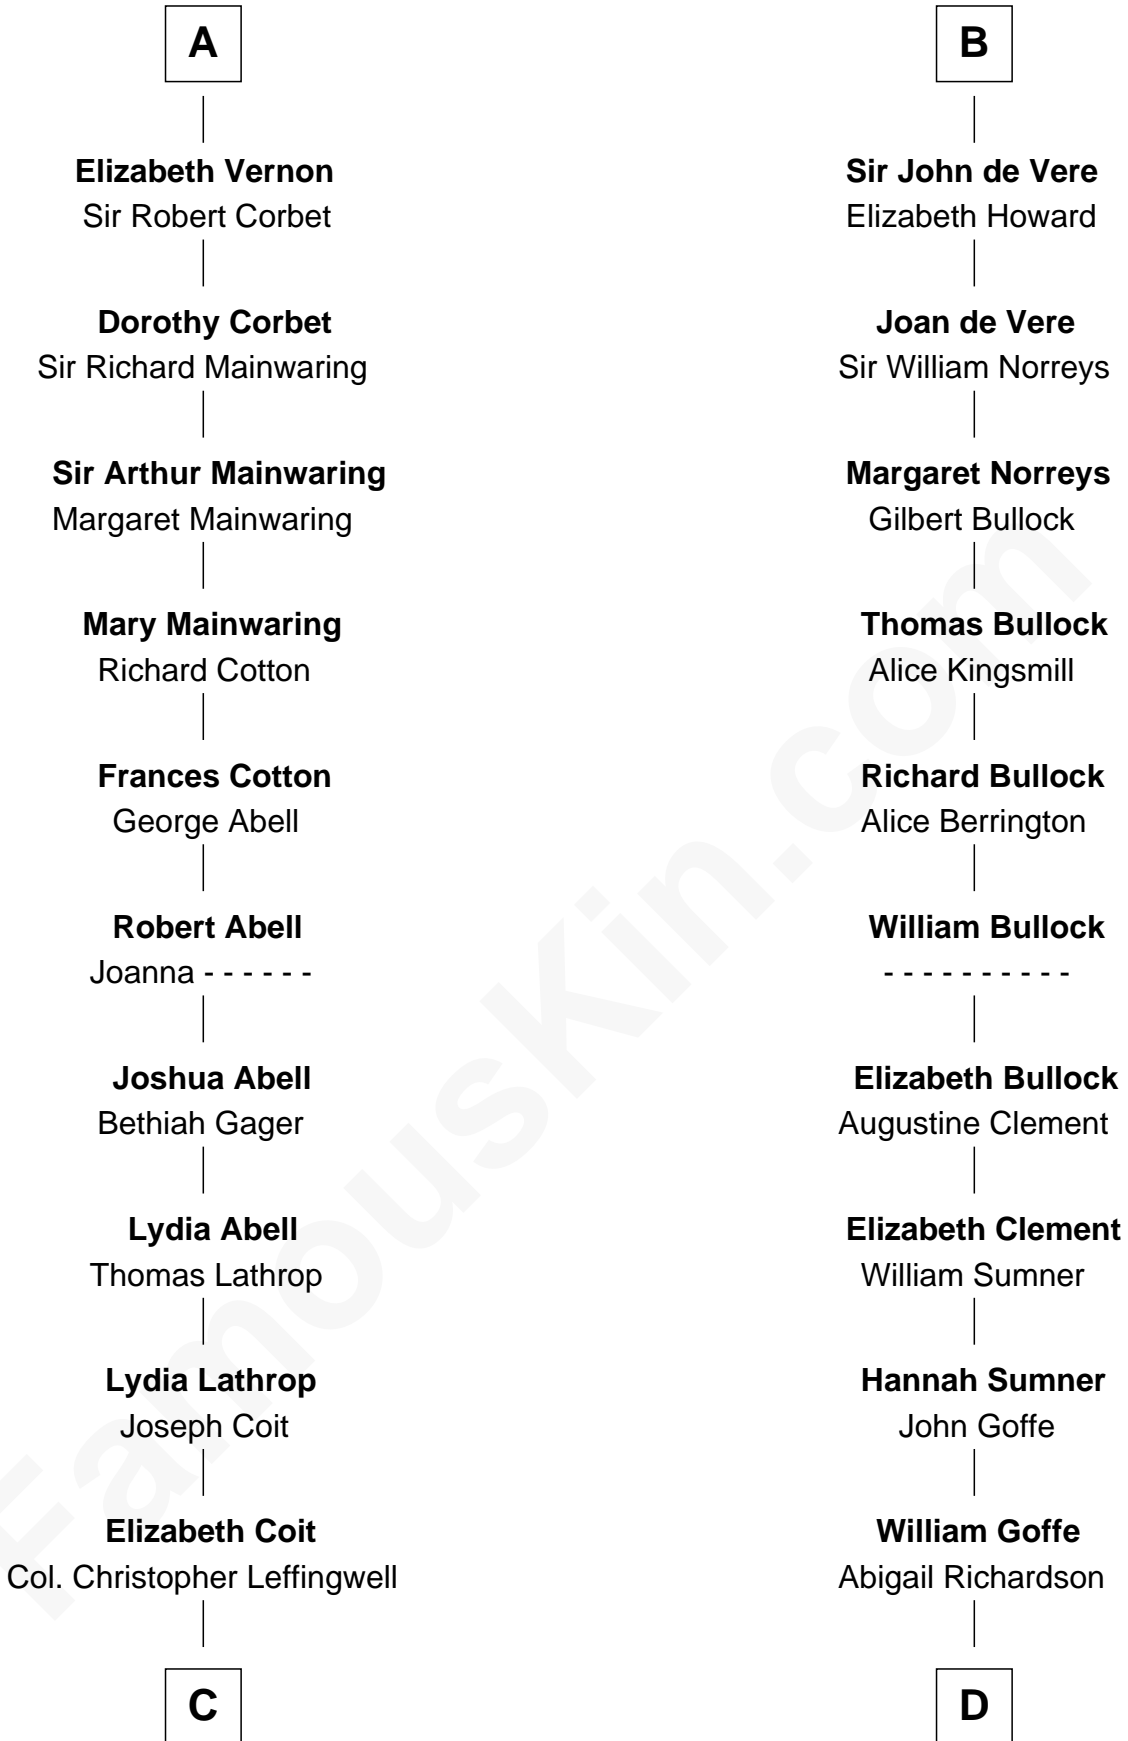 A
Elizabeth Vernon
Sir Robert Corbet
Dorothy Corbet
Sir Richard Mainwaring
Sir Arthur Mainwaring
Margaret Mainwaring
Mary Mainwaring
Richard Cotton
Frances Cotton
George Abell
Robert Abell
Joanna - - - - - -
Joshua Abell
Bethiah Gager
Lydia Abell
Thomas Lathrop
Lydia Lathrop
Joseph Coit
Elizabeth Coit
Col. Christopher Leffingwell
C
B
Sir John de Vere
Elizabeth Howard
Joan de Vere
Sir William Norreys
Margaret Norreys
Gilbert Bullock
Thomas Bullock
Alice Kingsmill
Richard Bullock
Alice Berrington
William Bullock
- - - - - - - - - -
Elizabeth Bullock
Augustine Clement
Elizabeth Clement
William Sumner
Hannah Sumner
John Goffe
William Goffe
Abigail Richardson
D
FamousKin.com